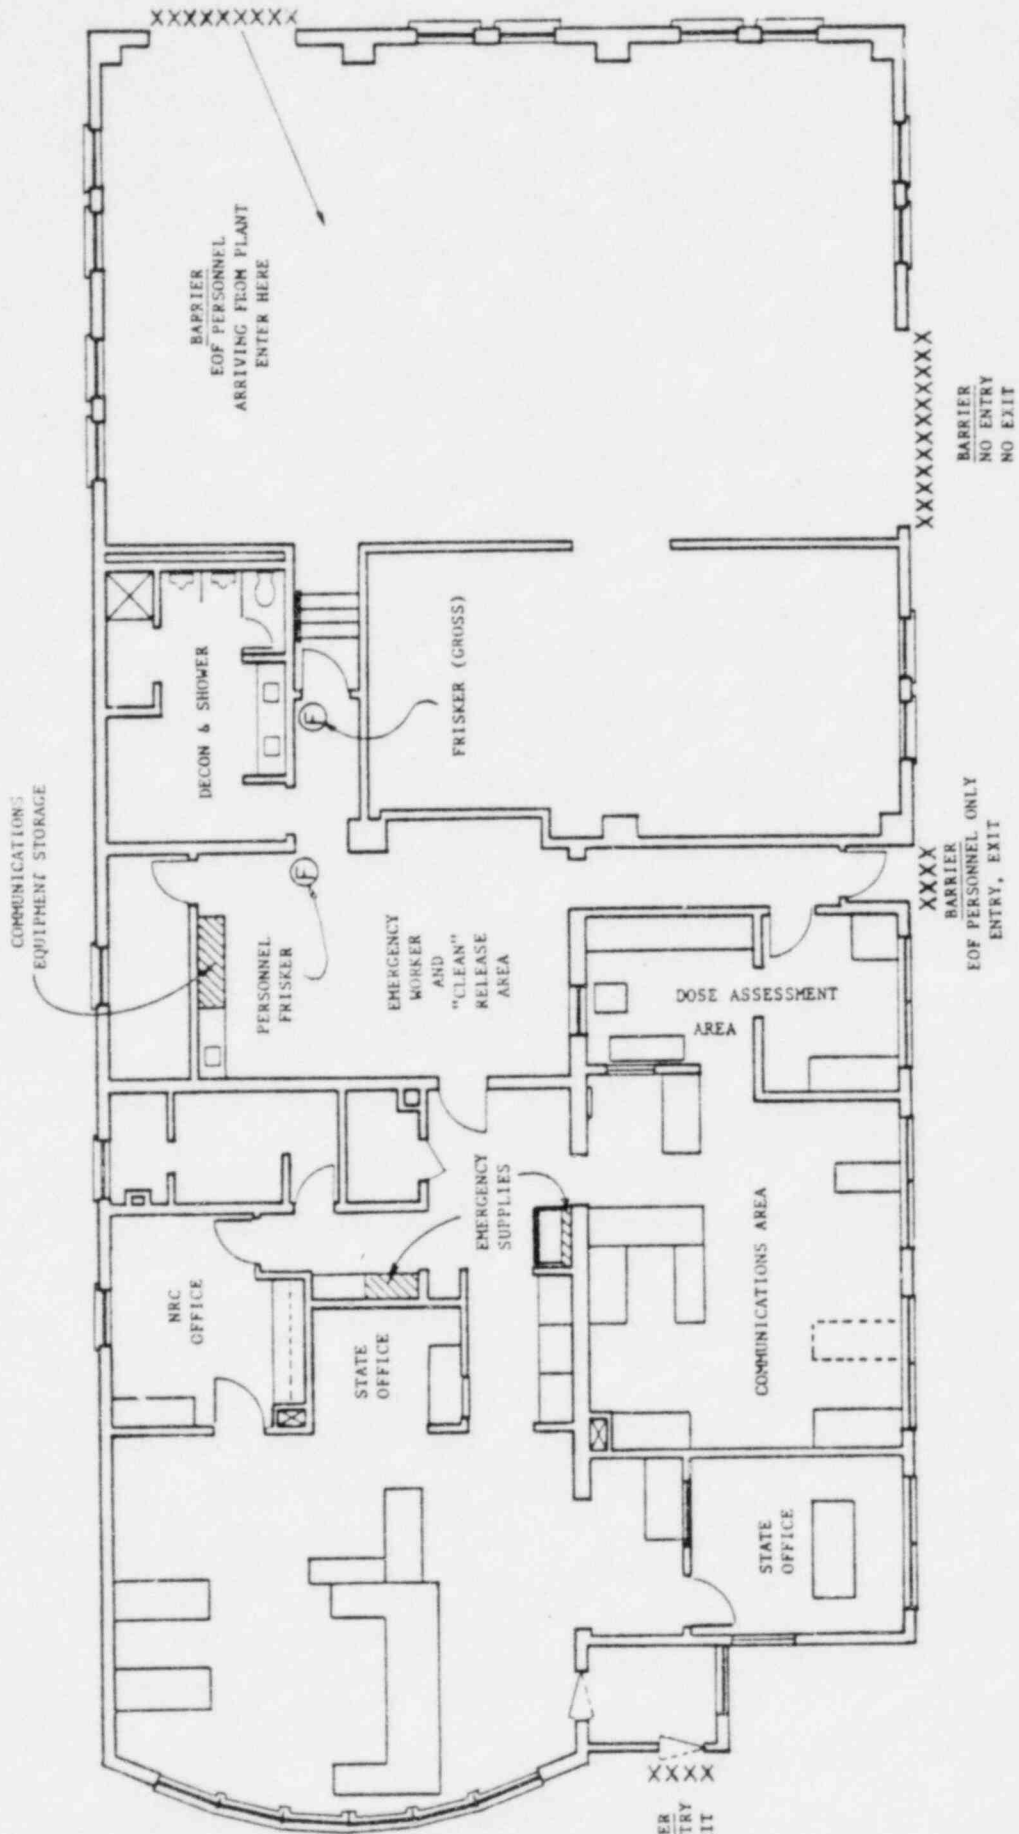 COMMUNICATIONS
EQUIPMENT STORAGE
BARRIER
EOF PERSONNEL
ARRIVING FROM PLANT
ENTER HERE
XXXXXXXXX
DECON & SHOWER
F
FRISKER (GROSS)
F
PERSONNEL
FRISKER
EMERGENCY
WORKER
AND
"CLEAN"
RELEASE
AREA
XXXXXXXXXXX
BARRIER
NO ENTRY
NO EXIT
XXXX
BARRIER
EOF PERSONNEL ONLY
ENTRY, EXIT
DOSE ASSESSMENT
AREA
EMERGENCY
SUPPLIES
NRC
OFFICE
STATE
OFFICE
COMMUNICATIONS AREA
STATE
OFFICE
XXXX